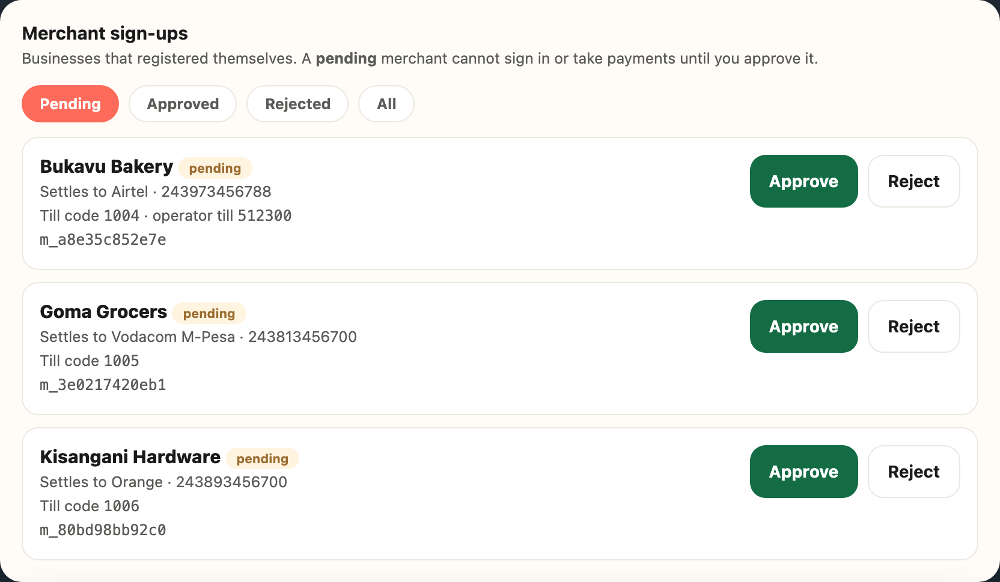 Merchant sign-ups
Businesses that registered themselves. A pending merchant cannot sign in or take payments until you approve it.
Pending Approved Rejected All
Bukavu Bakery pending
Settles to Airtel · 243973456788
Till code 1004 · operator till 512300
m_a8e35c852e7e
Approve Reject
Goma Grocers pending
Settles to Vodacom M-Pesa · 243813456700
Till code 1005
m_3e0217420eb1
Approve Reject
Kisangani Hardware pending
Settles to Orange · 243893456700
Till code 1006
m_80bd98bb92c0
Approve Reject